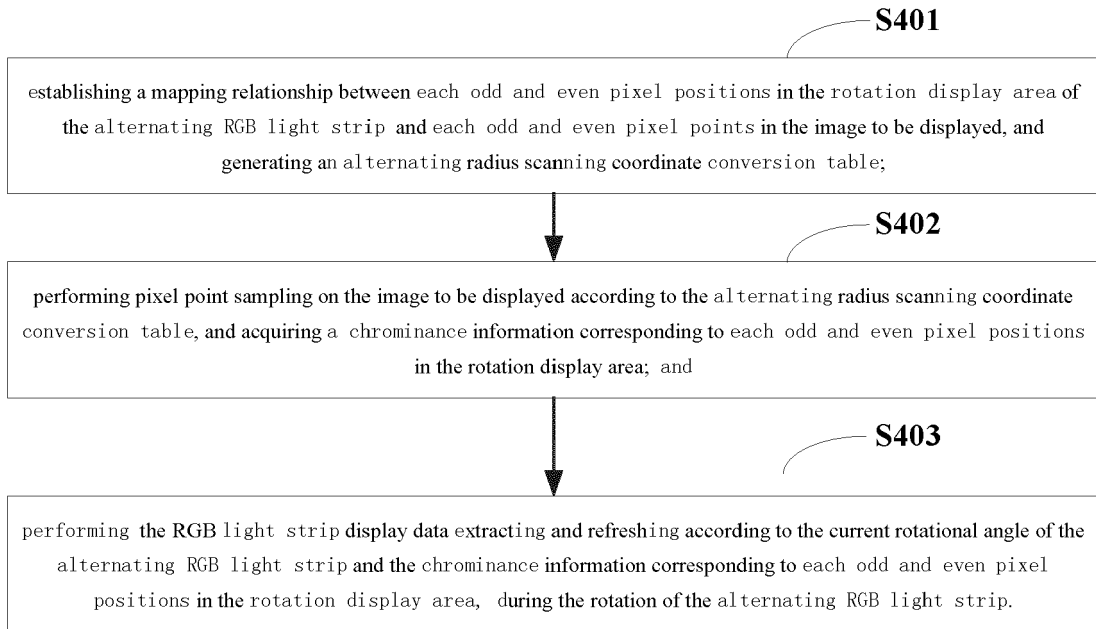 S401
establishing a mapping relationship between each odd and even pixel positions in the rotation display area of
the alternating RGB light strip and each odd and even pixel points in the image to be displayed, and
generating an alternating radius scanning coordinate conversion table;
S402
performing pixel point sampling on the image to be displayed according to the alternating radius scanning coordinate
conversion table, and acquiring a chrominance information corresponding to each odd and even pixel positions
in the rotation display area; and
S403
performing the RGB light strip display data extracting and refreshing according to the current rotational angle of the
alternating RGB light strip and the chrominance information corresponding to each odd and even pixel
positions in the rotation display area, during the rotation of the alternating RGB light strip.